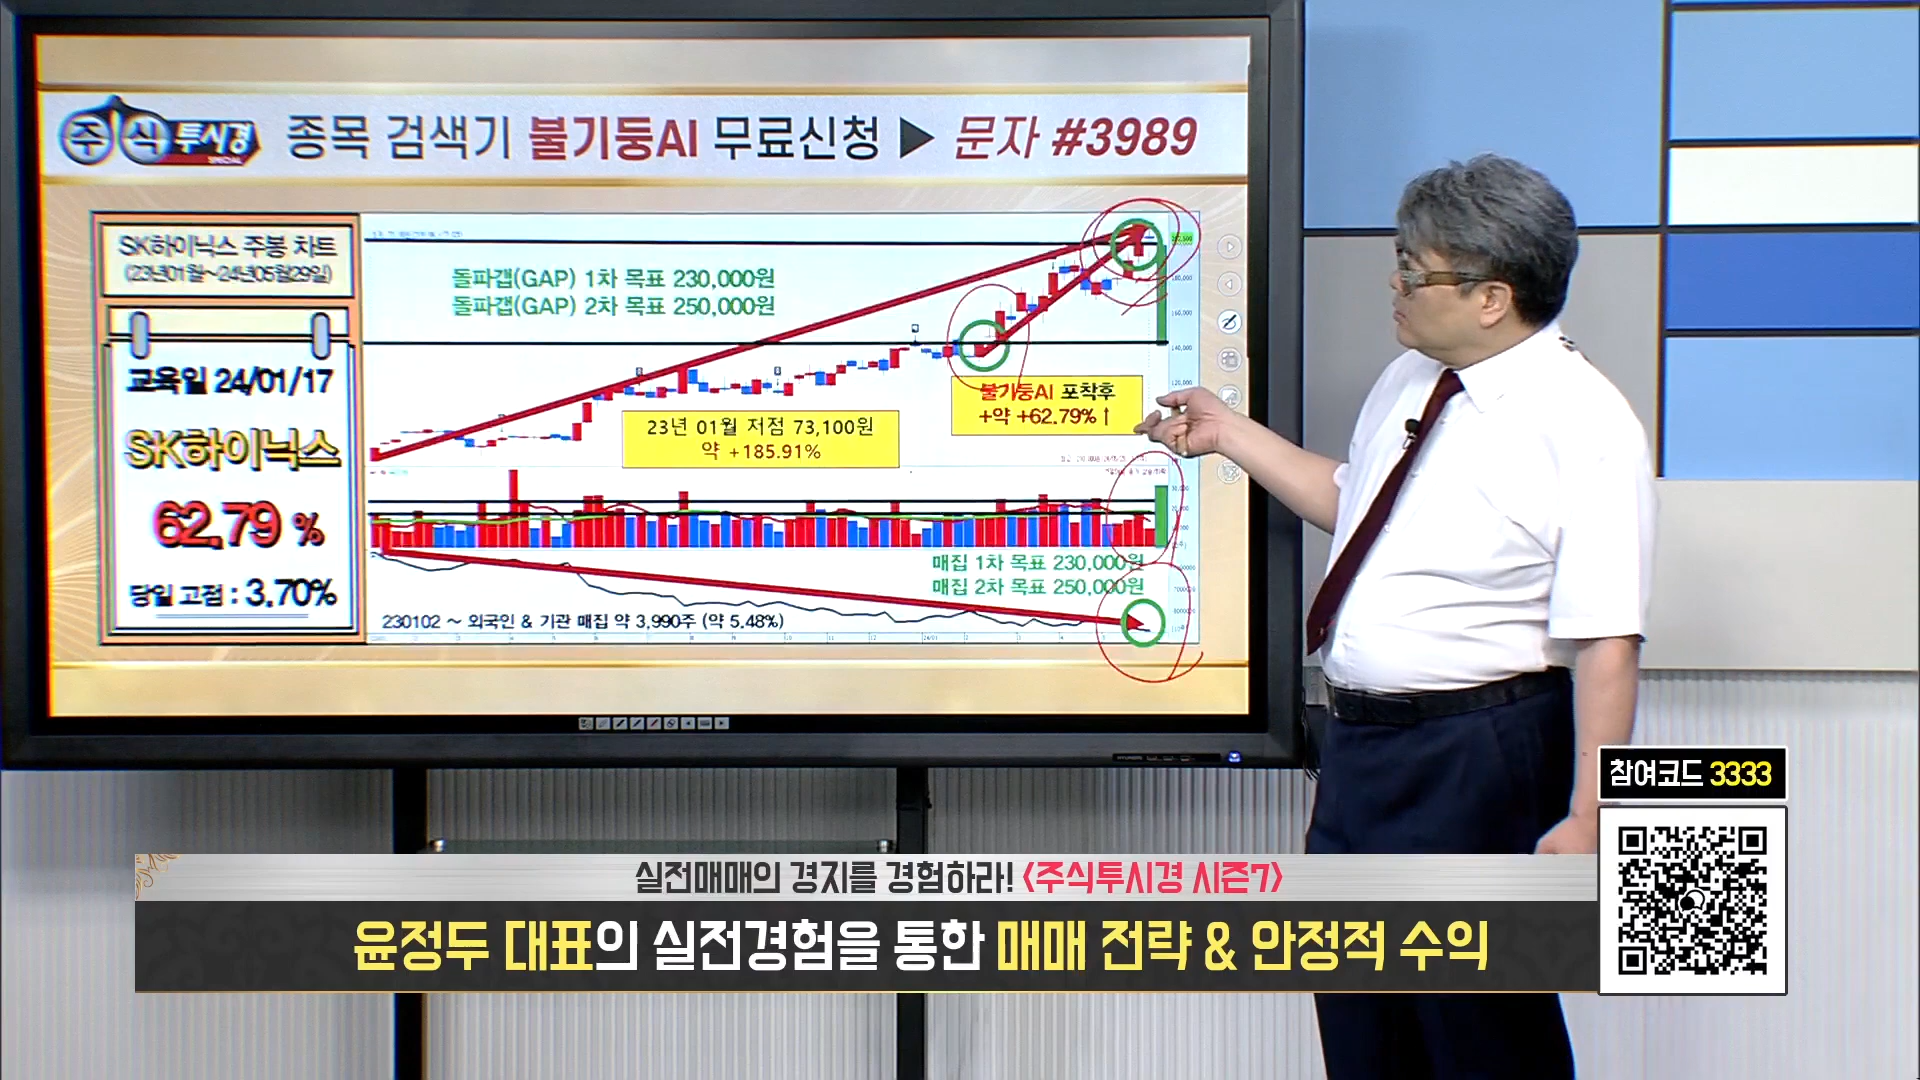 주식투시경 SPECIAL
종목 검색기 불기둥AI 무료신청 ▶ 문자 #3989
SK하이닉스 주봉 차트
(23년01월~24년05월29일)
교육일 24/01/17
SK하이닉스
62.79 %
당일 고점 : 3.70%
돌파갭(GAP) 1차 목표 230,000원
돌파갭(GAP) 2차 목표 250,000원
불기둥AI 포착후
+약 +62.79%↑
23년 01월 저점 73,100원
약 +185.91%
180,000
160,000
140,000
120,000
매집 1차 목표 230,000원
매집 2차 목표 250,000원
230102 ~ 외국인 & 기관 매집 약 3,990주 (약 5.48%)
HYUNDAI
참여코드 3333
실전매매의 경지를 경험하라! <주식투시경 시즌7>
윤정두 대표의 실전경험을 통한 매매 전략 & 안정적 수익